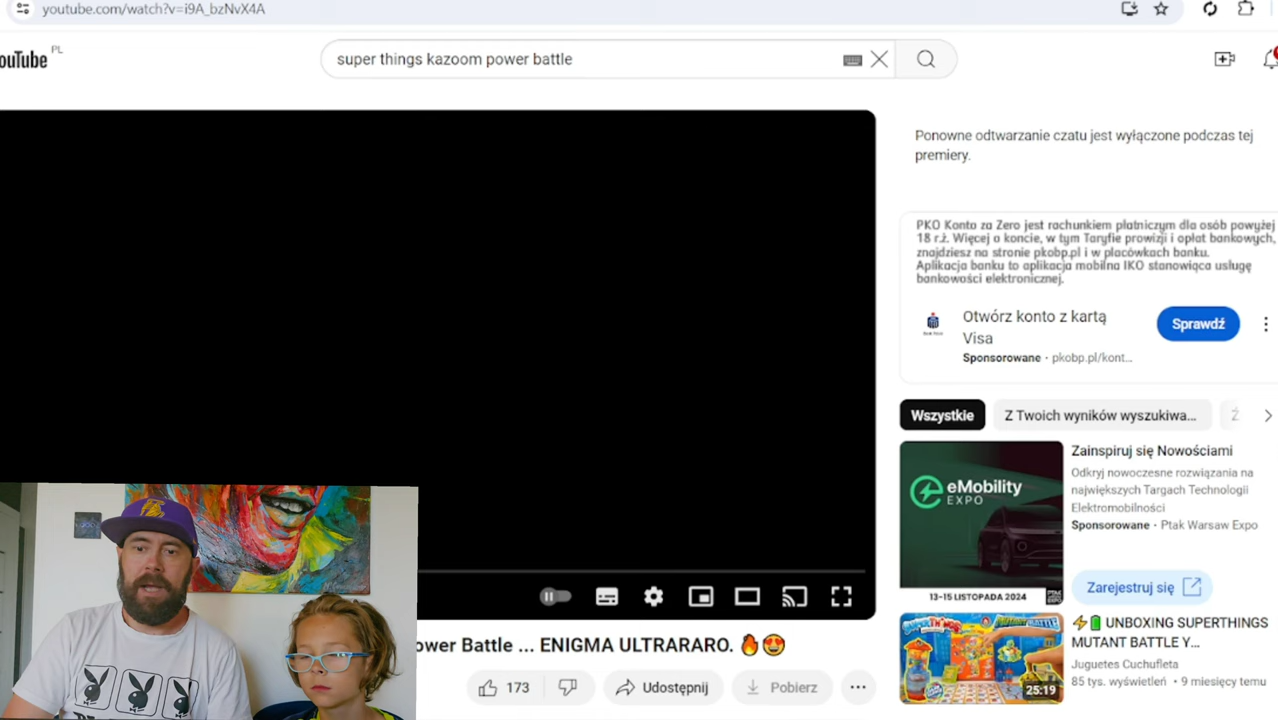 youtube.com/watch?v=i9A_bzNvX4A
ouTube PL
super things kazoom power battle
Ponowne odtwarzanie czatu jest wyłączone podczas tej
premiery.
PKO Konto za Zero jest rachunkiem płatniczym dla osób powyżej
18 r.ż. Więcej o koncie, w tym Taryfie prowizji i opłat bankowych,
znajdziesz na stronie pkobp.pl i w placówkach banku.
Aplikacja banku to aplikacja mobilna IKO stanowiąca usługę
bankowości elektronicznej.
Otwórz konto z kartą
Visa
Sponsorowane · pkobp.pl/kont...
Sprawdź
Wszystkie
Z Twoich wyników wyszukiwa...
Ź
eMobility
EXPO
13-15 LISTOPADA 2024
PTAK
Zainspiruj się Nowościami
Odkryj nowoczesne rozwiązania na
największych Targach Technologii
Elektromobilności
Sponsorowane · Ptak Warsaw Expo
Zarejestruj się
ower Battle ... ENIGMA ULTRARARO. 🔥😍
173
Udostępnij
Pobierz
SUPERTHINGS
MUTANT BATTLE
25:19
⚡🔋 UNBOXING SUPERTHINGS
MUTANT BATTLE Y...
Juguetes Cuchufleta
85 tys. wyświetleń · 9 miesięcy temu